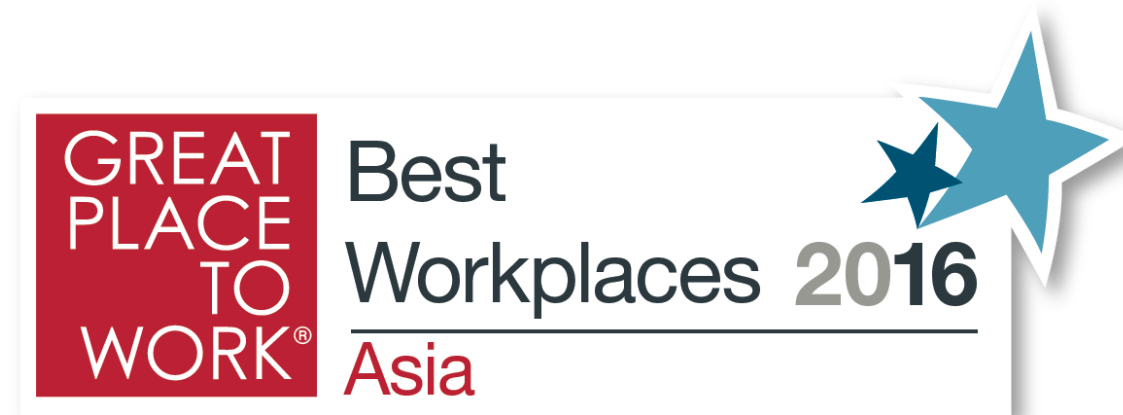 GREAT
PLACE
TO
WORK®
Best
Workplaces 2016
Asia